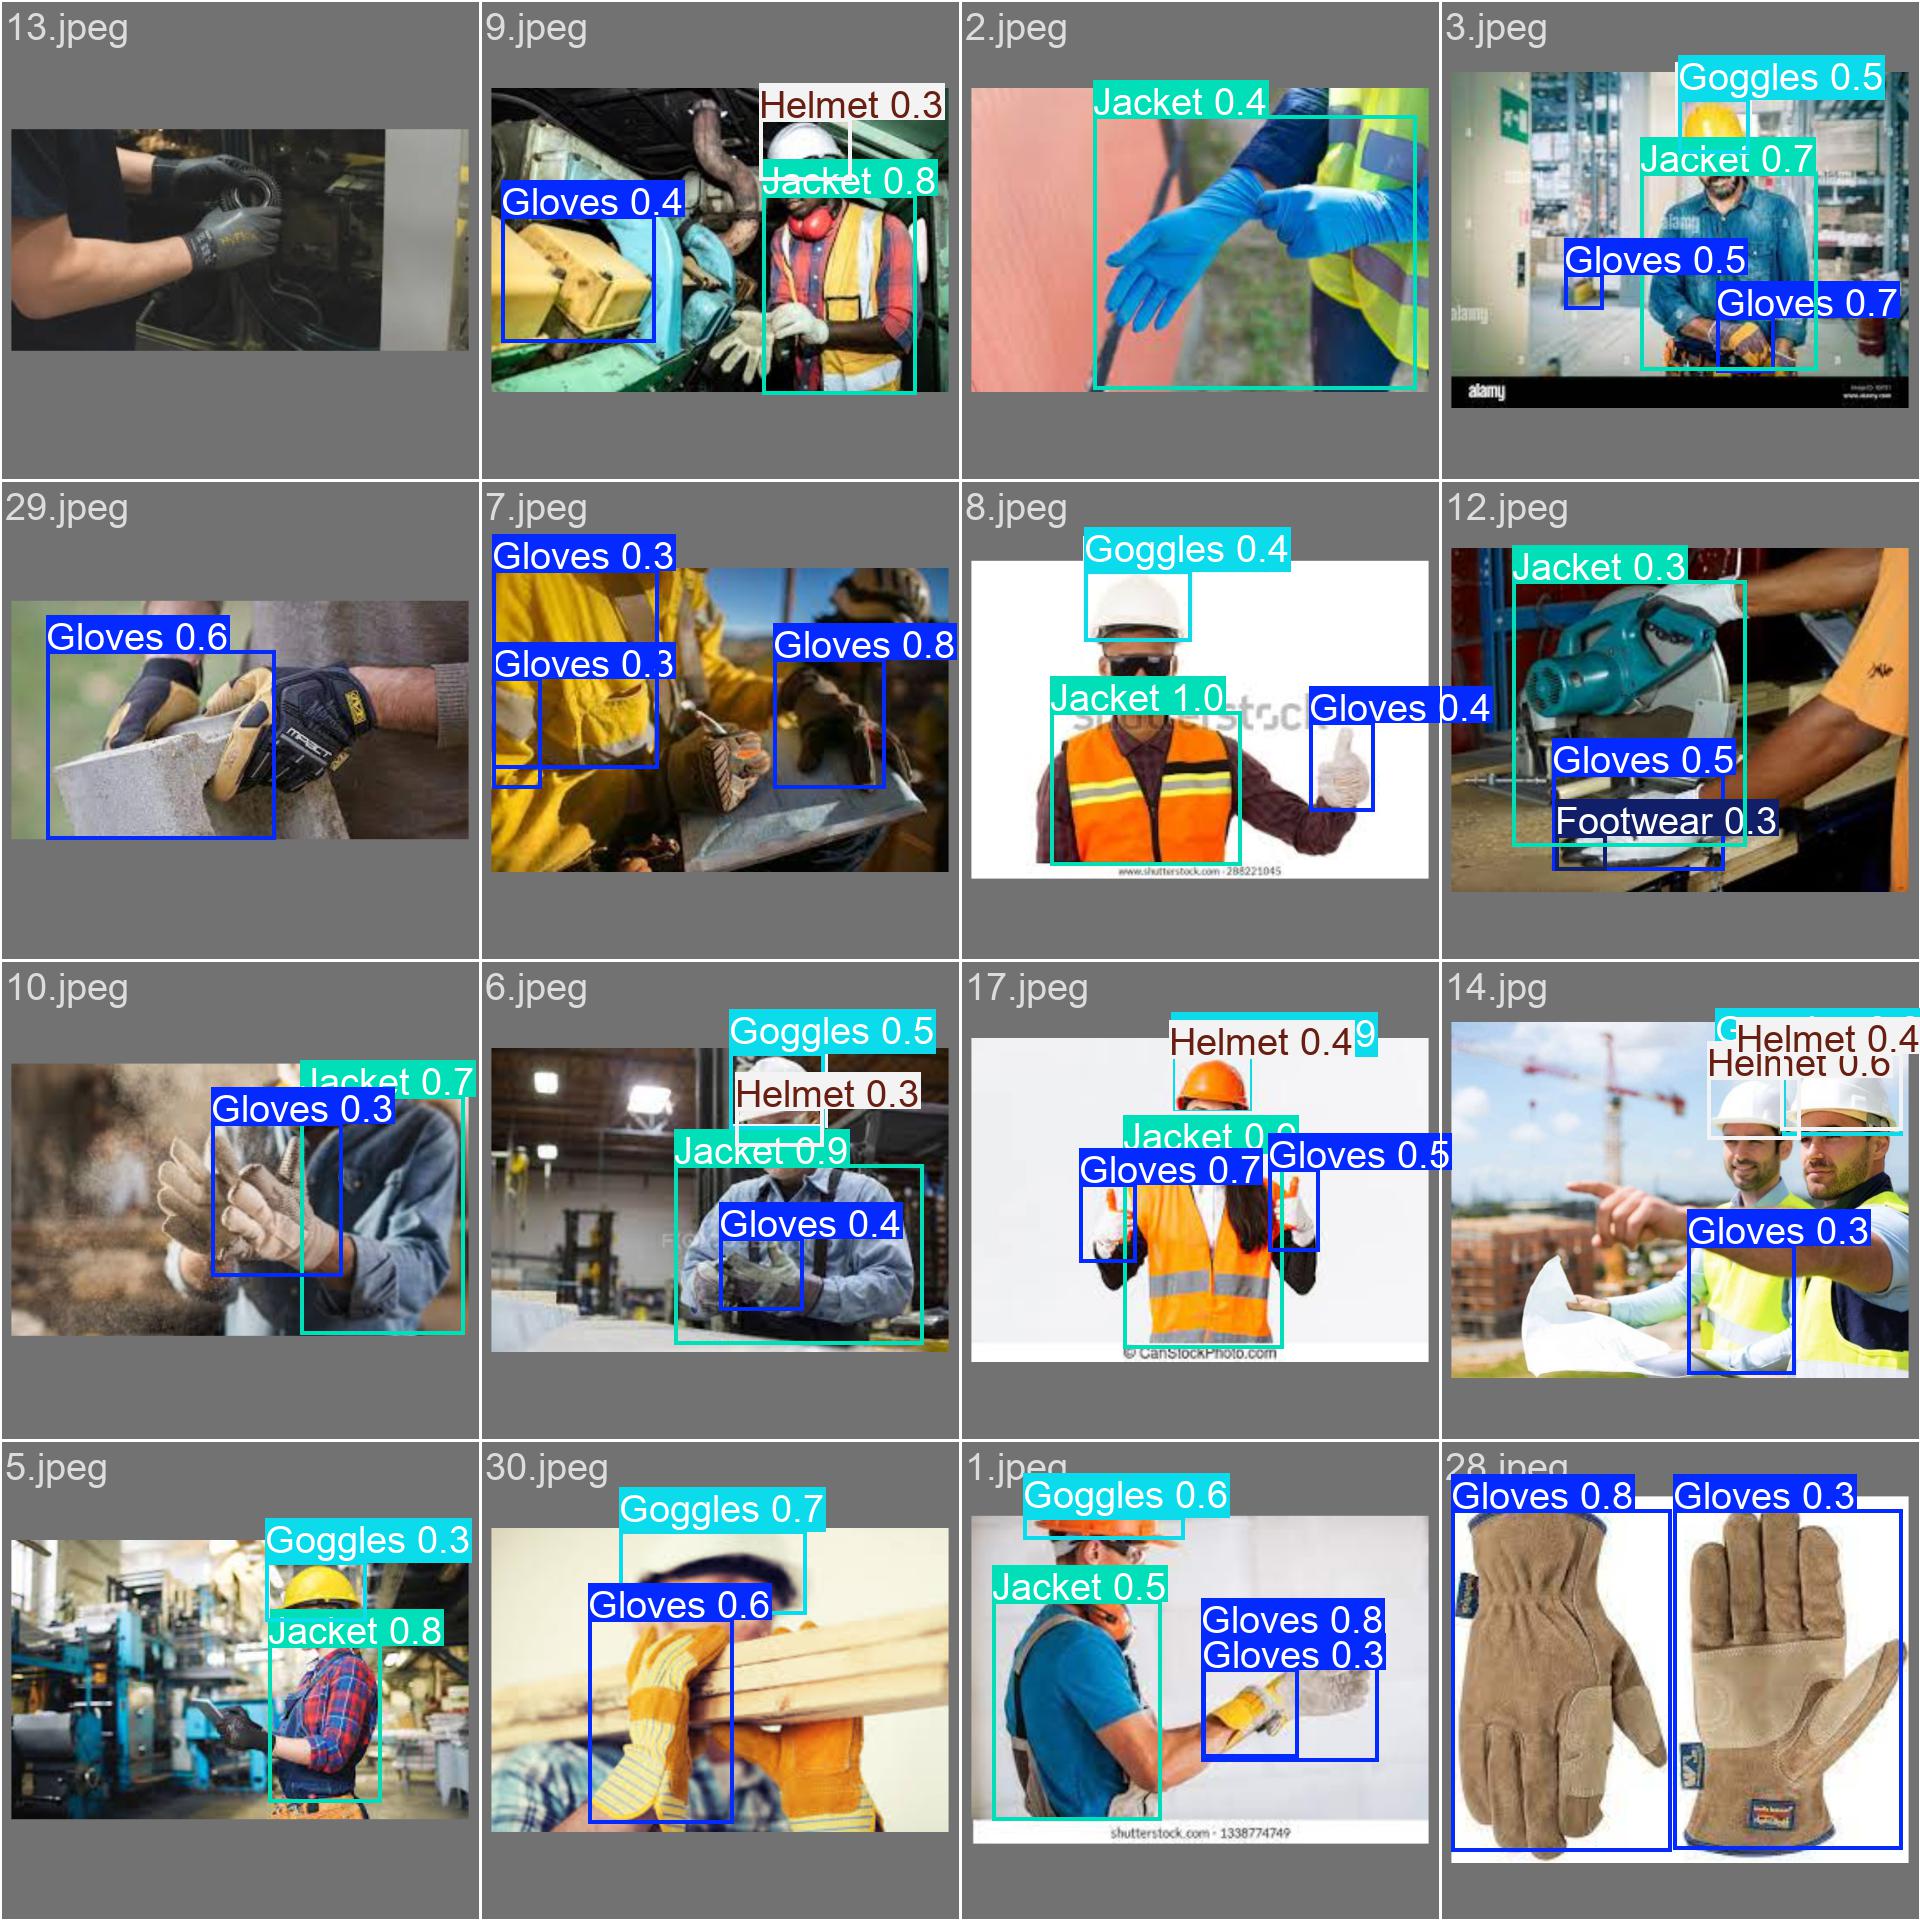 13.jpeg
9.jpeg
2.jpeg
3.jpeg
Helmet 0.3
Jacket 0.8
Gloves 0.4
Jacket 0.4
Goggles 0.5
Jacket 0.7
alamy
Gloves 0.5
Gloves 0.7
alamy
alamy
29.jpeg
7.jpeg
8.jpeg
12.jpeg
Gloves 0.6
IMPACT
Gloves 0.3
Gloves 0.3
Gloves 0.8
Goggles 0.4
Jacket 1.0
shutterstock
Gloves 0.4
www.shutterstock.com · 288221045
Jacket 0.3
Gloves 0.5
Footwear 0.3
10.jpeg
6.jpeg
17.jpeg
14.jpg
Jacket 0.7
Gloves 0.3
Goggles 0.5
Helmet 0.3
Jacket 0.9
Gloves 0.4
Helmet 0.4
9
Jacket 0.9
Gloves 0.7
Gloves 0.5
© CanStockPhoto.com
Helmet 0.4
Helmet 0.6
Gloves 0.3
5.jpeg
30.jpeg
1.jpeg
28.jpeg
Goggles 0.3
Jacket 0.8
Goggles 0.7
Gloves 0.6
Goggles 0.6
Jacket 0.5
Gloves 0.8
Gloves 0.3
shutterstock.com · 1338774749
Gloves 0.8
Gloves 0.3